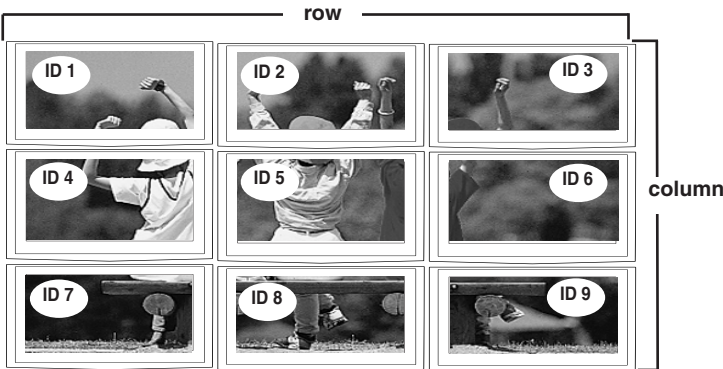 row
ID 1
ID 2
ID 3
ID 4
ID 5
ID 6
column
ID 7
ID 8
ID 9